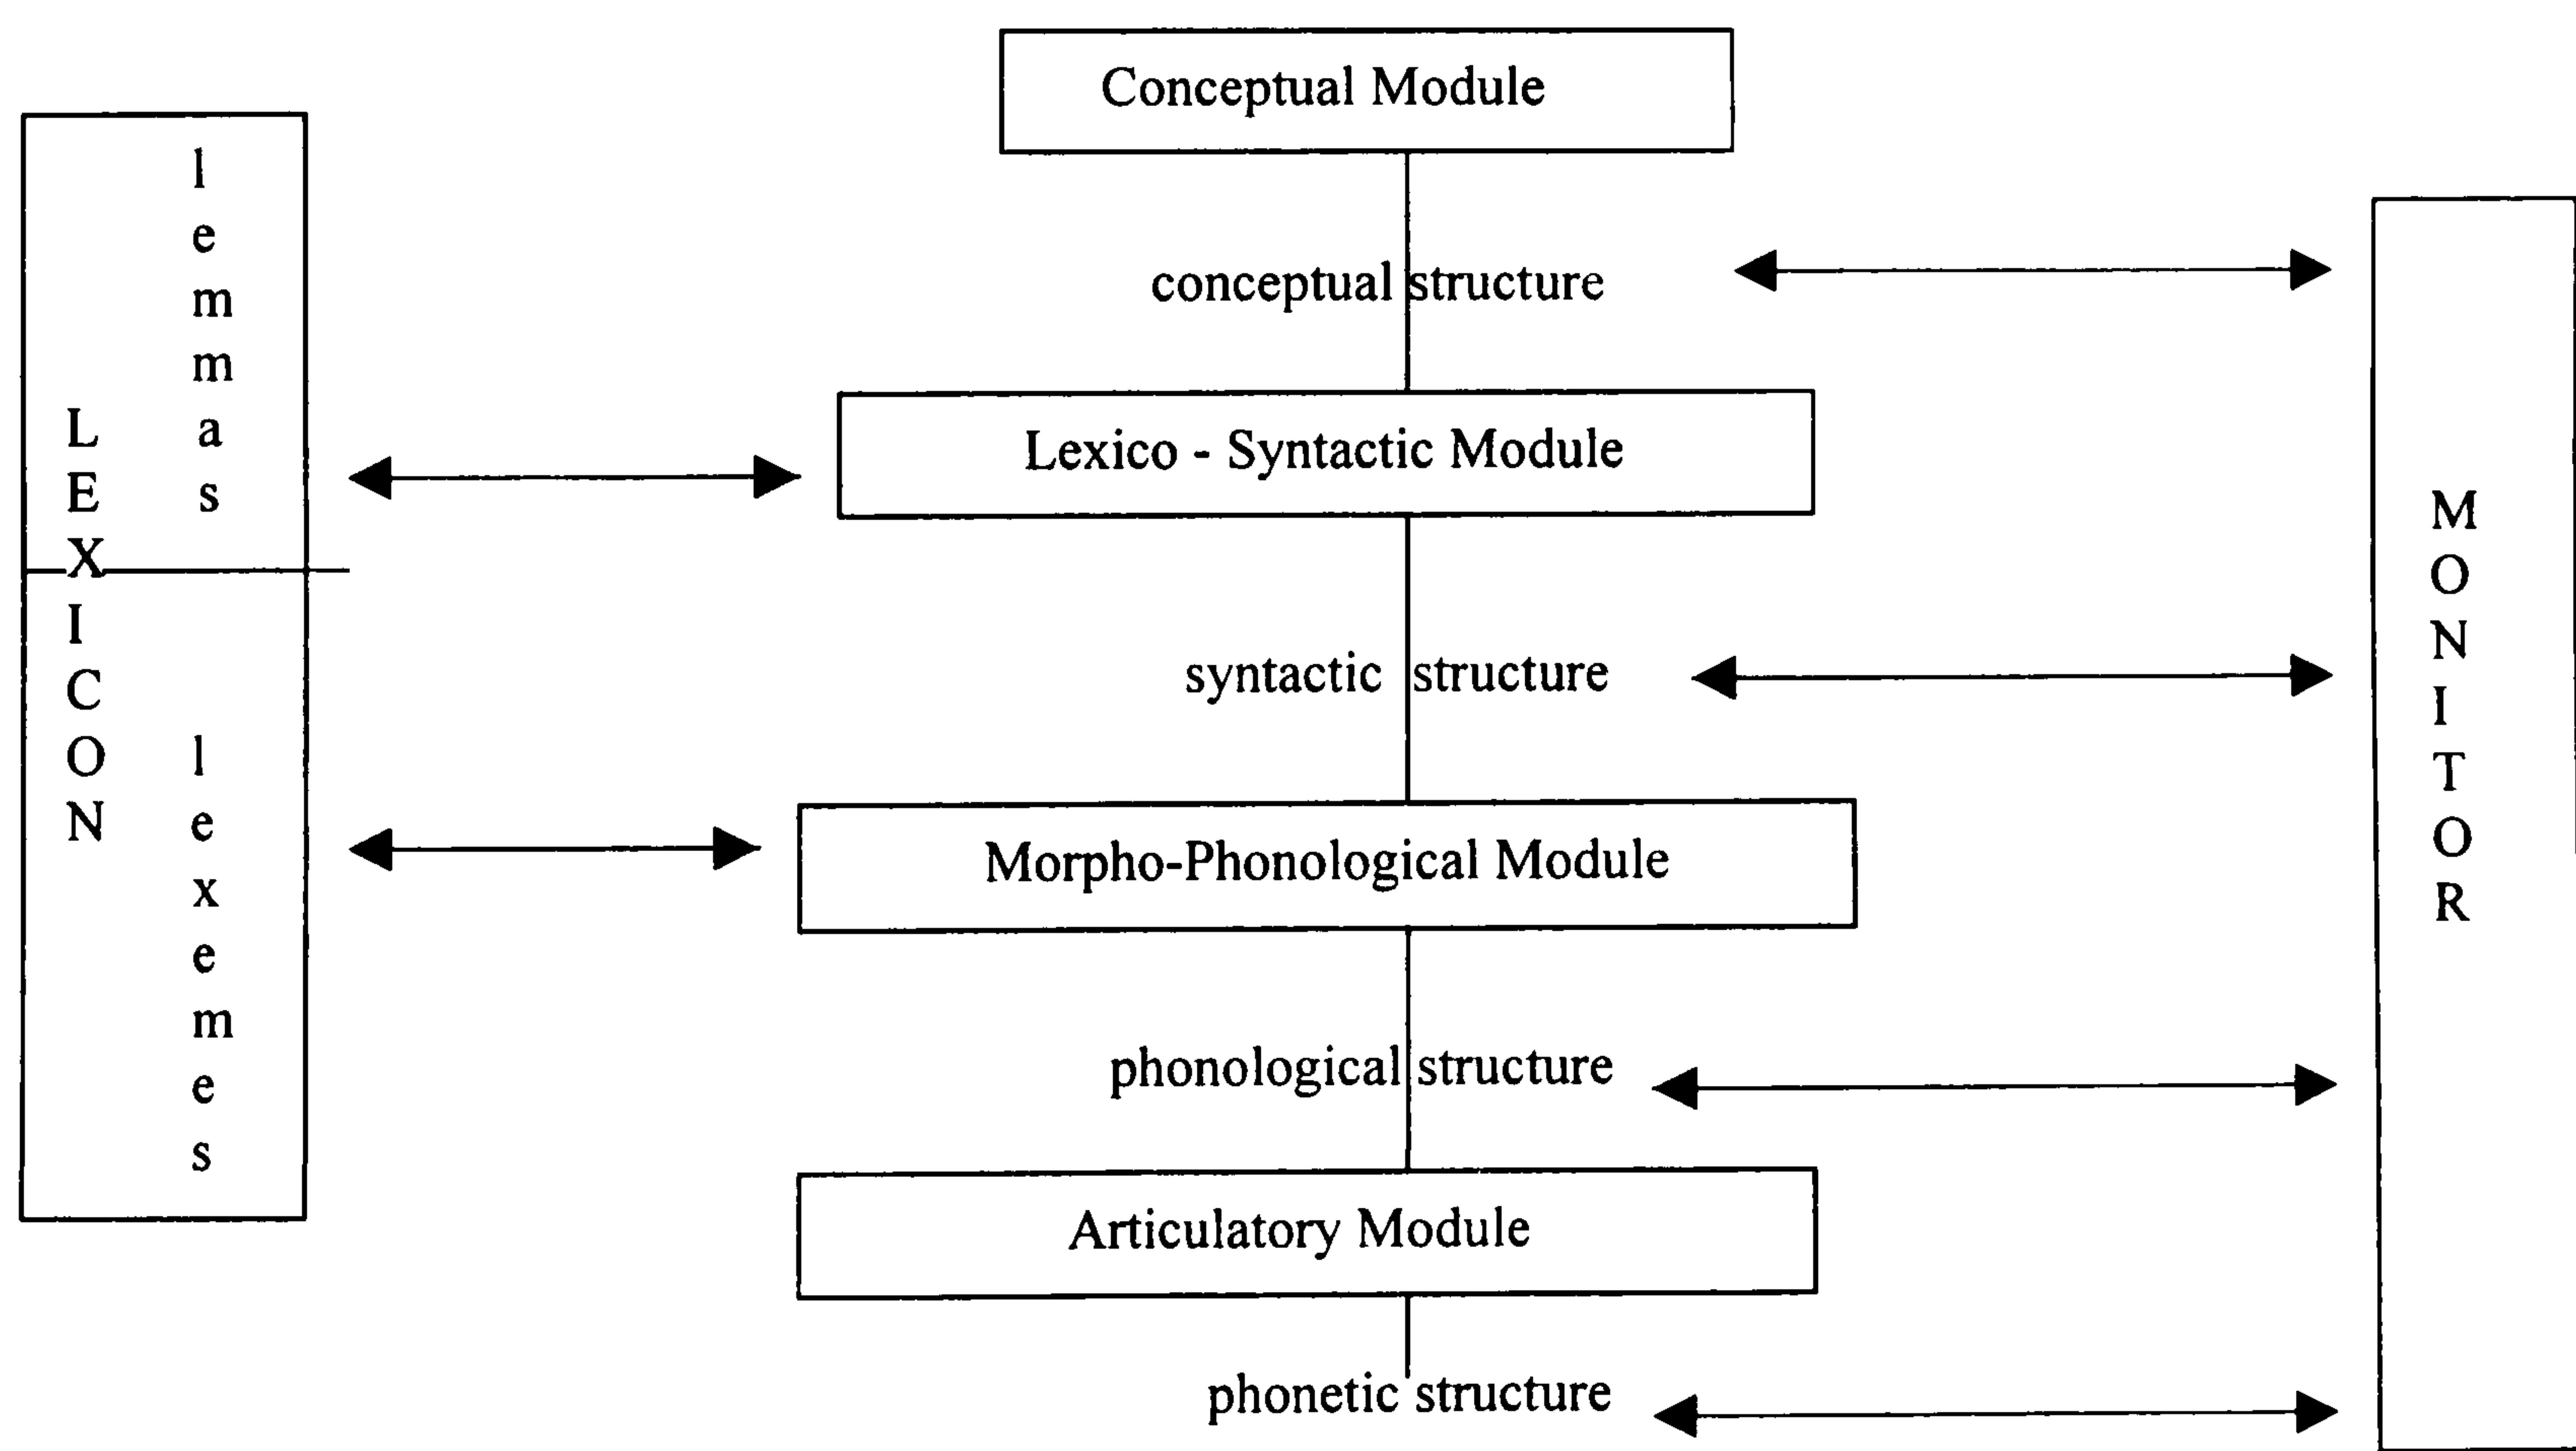 Conceptual Module
LEXICON
lemmas
lexemes
conceptual structure
Lexico - Syntactic Module
syntactic structure
MONITOR
Morpho-Phonological Module
phonological structure
Articulatory Module
phonetic structure